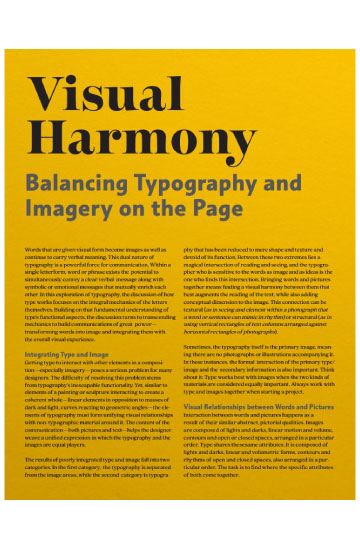 Visual
Harmony
Balancing Typography and
Imagery on the Page
Words that are given visual form become images as well as
continue to carry verbal meaning. This dual nature of
typography is a powerful force for communication. Within a
single letterform, word or phrase exists the potential to
simultaneously convey a clear verbal message along with
symbolic or emotional messages that mutually enrich each
other. In this exploration of typography, the discussion of how
type works focuses on the integral mechanics of the letters
themselves. Building on that fundamental understanding of
type's functional aspects, the discussion turns to transcending
mechanics to build communications of great power—
transforming words into image and integrating them with
the overall visual experience.
Integrating Type and Image
Getting type to interact with other elements in a composi-
tion—especially imagery—poses a serious problem for many
designers. The difficulty of resolving this problem stems
from typography's inescapable functionality. Yet, similar to
elements of a painting or sculpture interacting to create a
coherent whole—linear elements in opposition to masses of
dark and light, curves reacting to geometric angles—the ele-
ments of typography must form unifying visual relationships
with non-typographic material around it. The content of the
communication—both pictures and text—helps the designer
weave a unified expression in which the typography and the
images are equal players.
The results of poorly integrated type and image fall into two
categories. In the first category, the typography is separated
from the image areas, while the second category is typogra-
phy that has been reduced to mere shape and texture and
devoid of its function. Between these two extremes lies a
magical intersection of reading and seeing, and the typogra-
pher who is sensitive to the words as image and as ideas is the
one who finds this intersection. Bringing words and pictures
together means finding a visual harmony between them that
best augments the reading of the text, while also adding
conceptual dimension to the image. This connection can be
textural (as in seeing and element within a photograph that
a word or sentence can mimic in rhythm) or structural (as in
using vertical rectangles of text columns arranged against
horizontal rectangles of photographs).
Sometimes, the typography itself is the primary image, mean-
ing there are no photographs or illustrations accompanying it.
In these instances, the formal interaction of the primary type/
image and the secondary information is also important. Think
about it: Type works best with images when the two kinds of
materials are considered equally important. Always work with
type and images together when starting a project.
Visual Relationships between Words and Pictures
Interaction between words and pictures happens as a
result of their similar abstract, pictorial qualities. Images
are composed of lights and darks, linear motion and volume,
contours and open or closed spaces, arranged in a particular
order. Type shares the same attributes. It is composed of
lights and darks, linear and volumetric forms, contours and
rhythms of open and closed spaces, also arranged in a par-
ticular order. The task is to find where the specific attributes
of both come together.